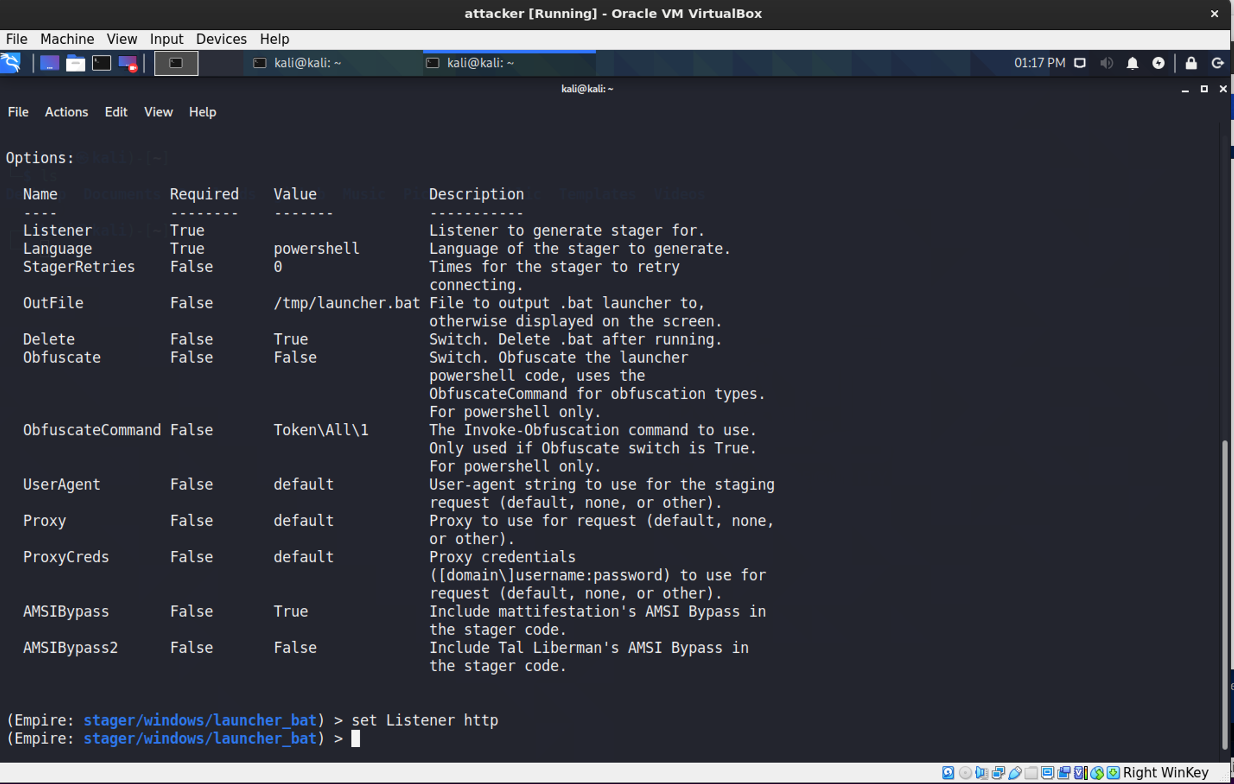 attacker [Running] - Oracle VM VirtualBox
File Machine View Input Devices Help
kali@kali: ~ kali@kali: ~ 01:17 PM
kali@kali: ~
File Actions Edit View Help
Options:
Name Required Value Description
---- -------- ------- -----------
Listener True Listener to generate stager for.
Language True powershell Language of the stager to generate.
StagerRetries False 0 Times for the stager to retry
connecting.
OutFile False /tmp/launcher.bat File to output .bat launcher to,
otherwise displayed on the screen.
Delete False True Switch. Delete .bat after running.
Obfuscate False False Switch. Obfuscate the launcher
powershell code, uses the
ObfuscateCommand for obfuscation types.
For powershell only.
ObfuscateCommand False Token\All\1 The Invoke-Obfuscation command to use.
Only used if Obfuscate switch is True.
For powershell only.
UserAgent False default User-agent string to use for the staging
request (default, none, or other).
Proxy False default Proxy to use for request (default, none,
or other).
ProxyCreds False default Proxy credentials
([domain\]username:password) to use for
request (default, none, or other).
AMSIBypass False True Include mattifestation's AMSI Bypass in
the stager code.
AMSIBypass2 False False Include Tal Liberman's AMSI Bypass in
the stager code.
(Empire: stager/windows/launcher_bat) > set Listener http
(Empire: stager/windows/launcher_bat) >
Right WinKey